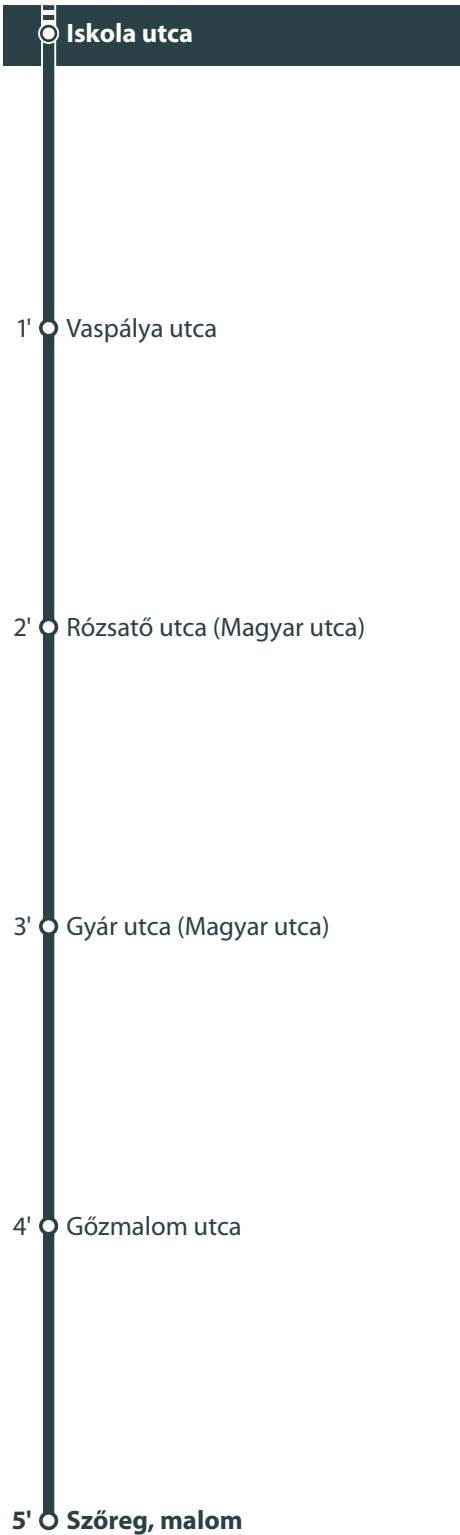 Iskola utca
1' Vaspálya utca
2' Rózsatő utca (Magyar utca)
3' Gyár utca (Magyar utca)
4' Gőzmalom utca
5' Szőreg, malom